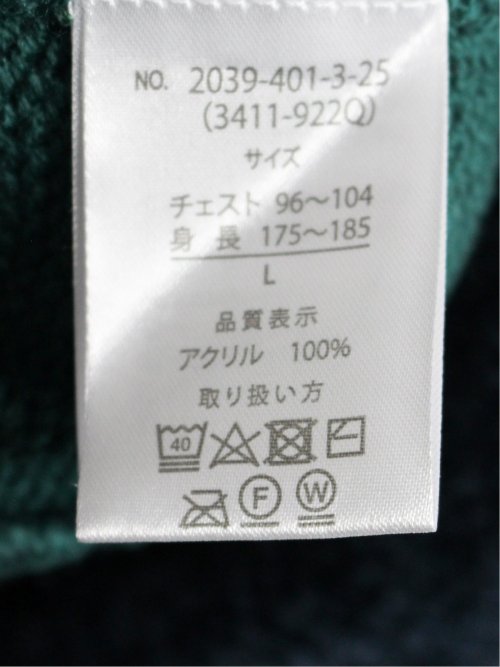 NO. 2039-401-3-25
(3411-922Q)
サイズ
チェスト 96～104
身長 175～185
L
品質表示
アクリル 100%
取り扱い方
40
F W